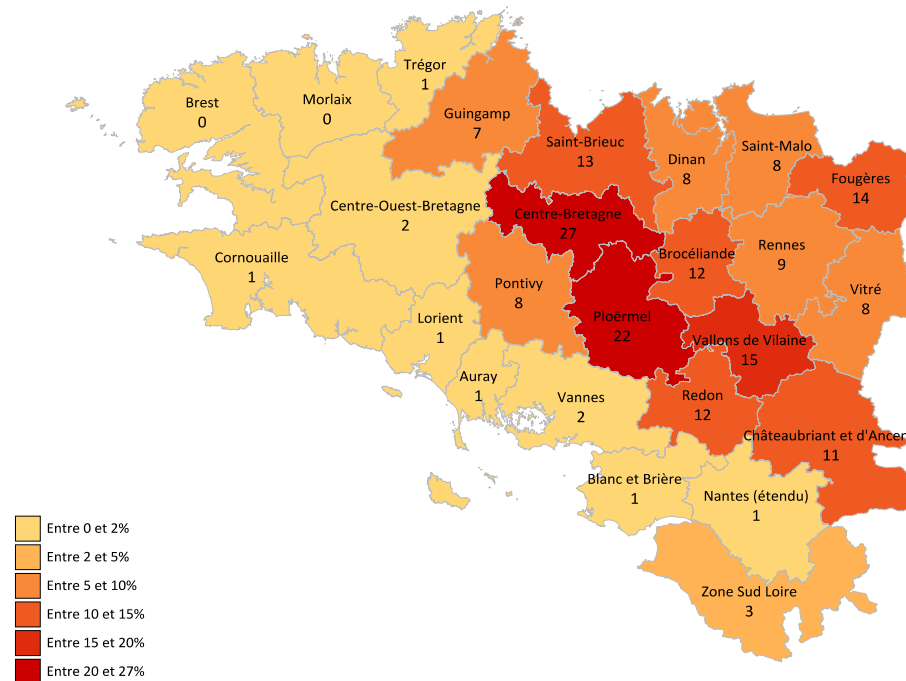 Trégor
1
Brest
0
Morlaix
0
Guingamp
7
Saint-Brieuc
13
Dinan
8
Saint-Malo
8
Fougères
14
Centre-Ouest-Bretagne
2
Centre-Bretagne
27
Brocéliande
12
Rennes
9
Vitré
8
Cornouaille
1
Pontivy
8
Lorient
1
Ploërmel
22
Vallons de Vilaine
15
Auray
1
Vannes
2
Redon
12
Châteaubriant et d'Ancen
11
Blanc et Brière
1
Nantes (étendu)
1
Zone Sud Loire
3
Entre 0 et 2%
Entre 2 et 5%
Entre 5 et 10%
Entre 10 et 15%
Entre 15 et 20%
Entre 20 et 27%